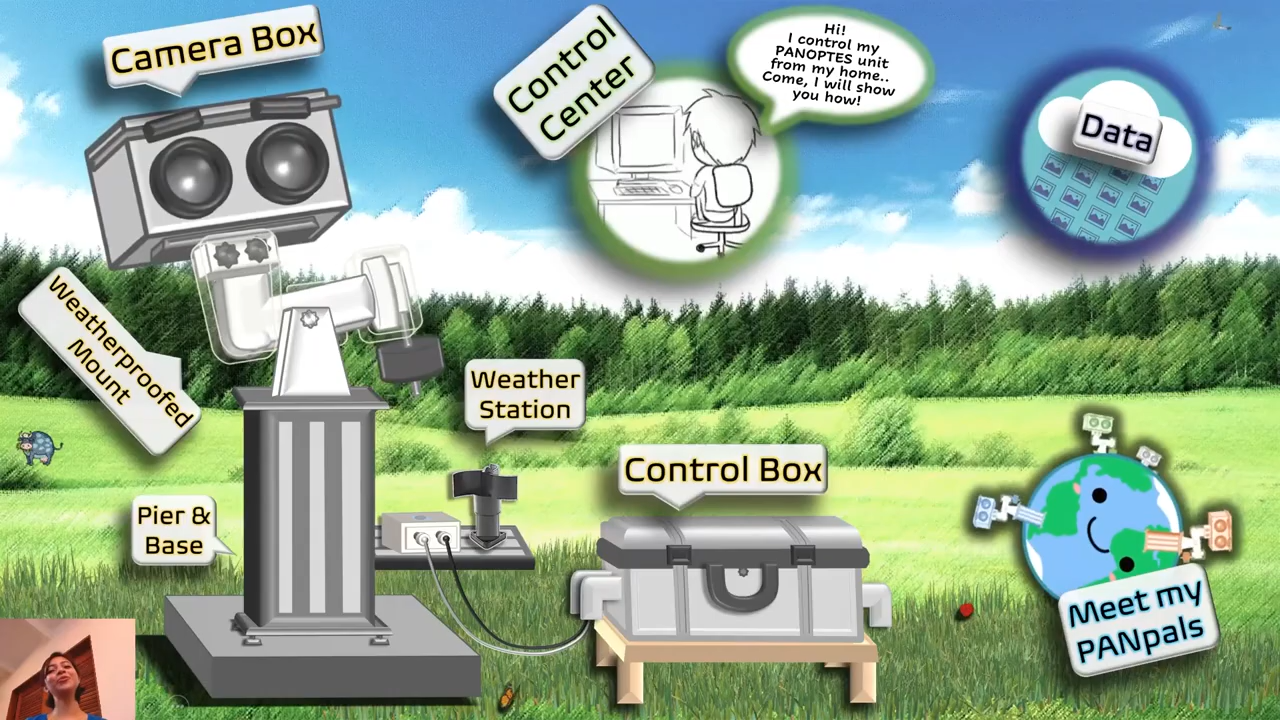 Camera Box
Control
Center
Hi!
I control my
PANOPTES unit
from my home..
Come, I will show
you how!
Data
Weatherproofed
Mount
Weather
Station
Control Box
Pier &
Base
Meet my
PANpals